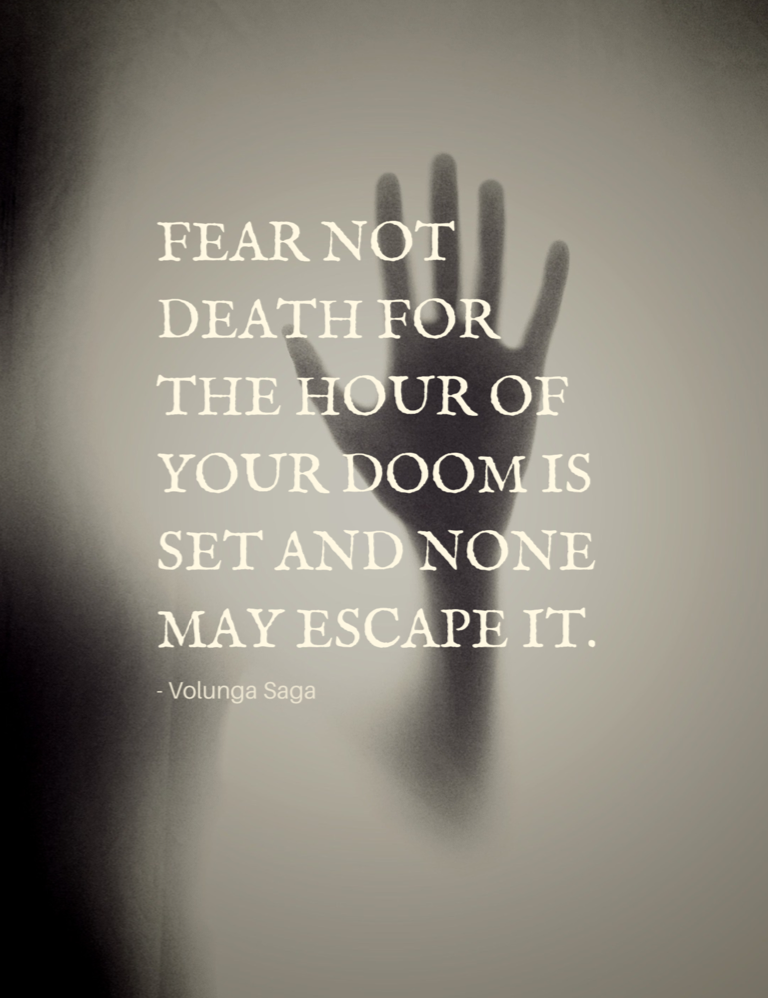 FEAR NOT
DEATH FOR
THE HOUR OF
YOUR DOOM IS
SET AND NONE
MAY ESCAPE IT.
- Volunga Saga